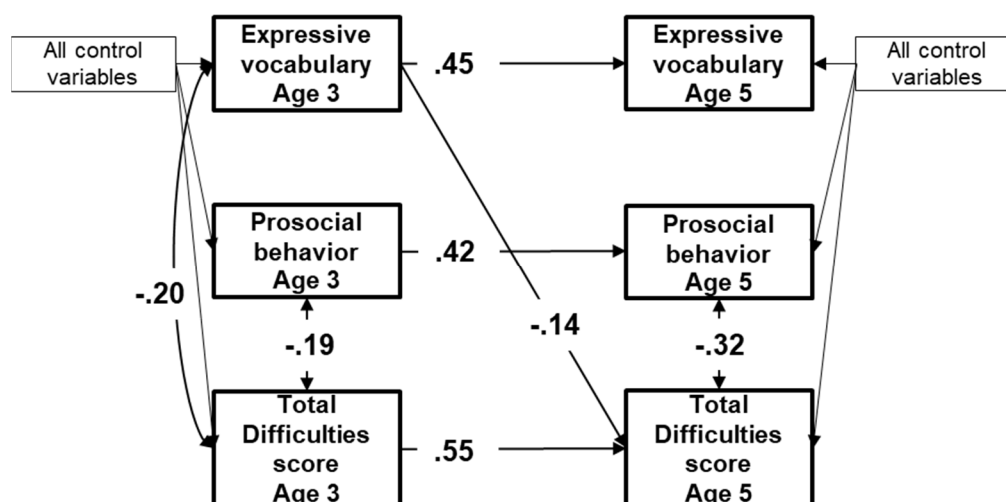 All control
variables
Expressive
vocabulary
Age 3
.45
Expressive
vocabulary
Age 5
All control
variables
Prosocial
behavior
Age 3
.42
Prosocial
behavior
Age 5
-.20
-.19
-.14
-.32
Total
Difficulties
score
Age 3
.55
Total
Difficulties
score
Age 5